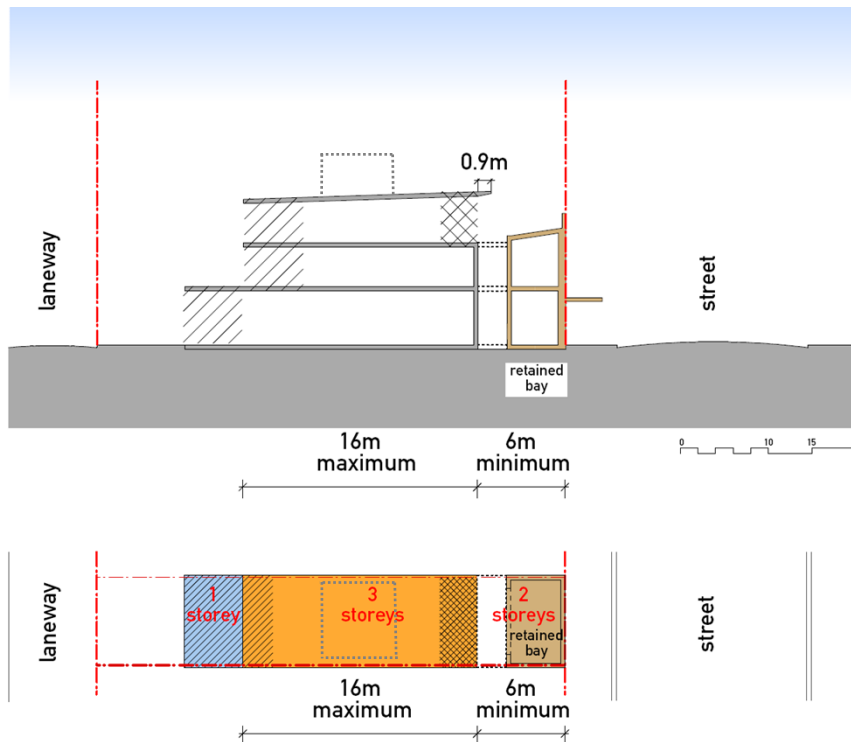 0.9m
laneway
street
retained
bay
0
10
15
16m
maximum
6m
minimum
laneway
1
storey
3
storeys
2
storeys
retained
bay
street
16m
maximum
6m
minimum